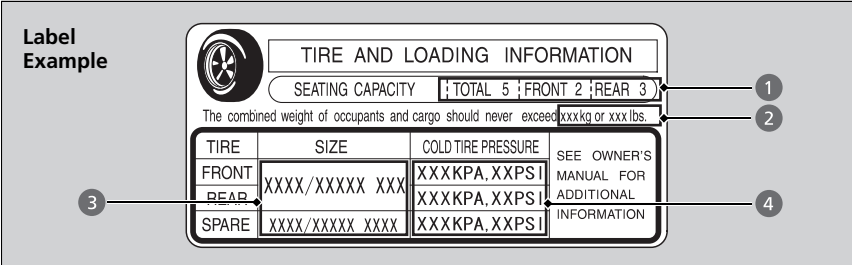 Label
Example
TIRE AND LOADING INFORMATION
SEATING CAPACITY TOTAL 5 FRONT 2 REAR 3
1
The combined weight of occupants and cargo should never exceed xxx kg or xxx lbs.
2
TIRE SIZE COLD TIRE PRESSURE
SEE OWNER'S
MANUAL FOR
ADDITIONAL
INFORMATION
FRONT XXXX/XXXXX XXX XXXKPA,XXPSI
REAR XXXKPA,XXPSI
SPARE XXXX/XXXXX XXXX XXXKPA,XXPSI
3
4